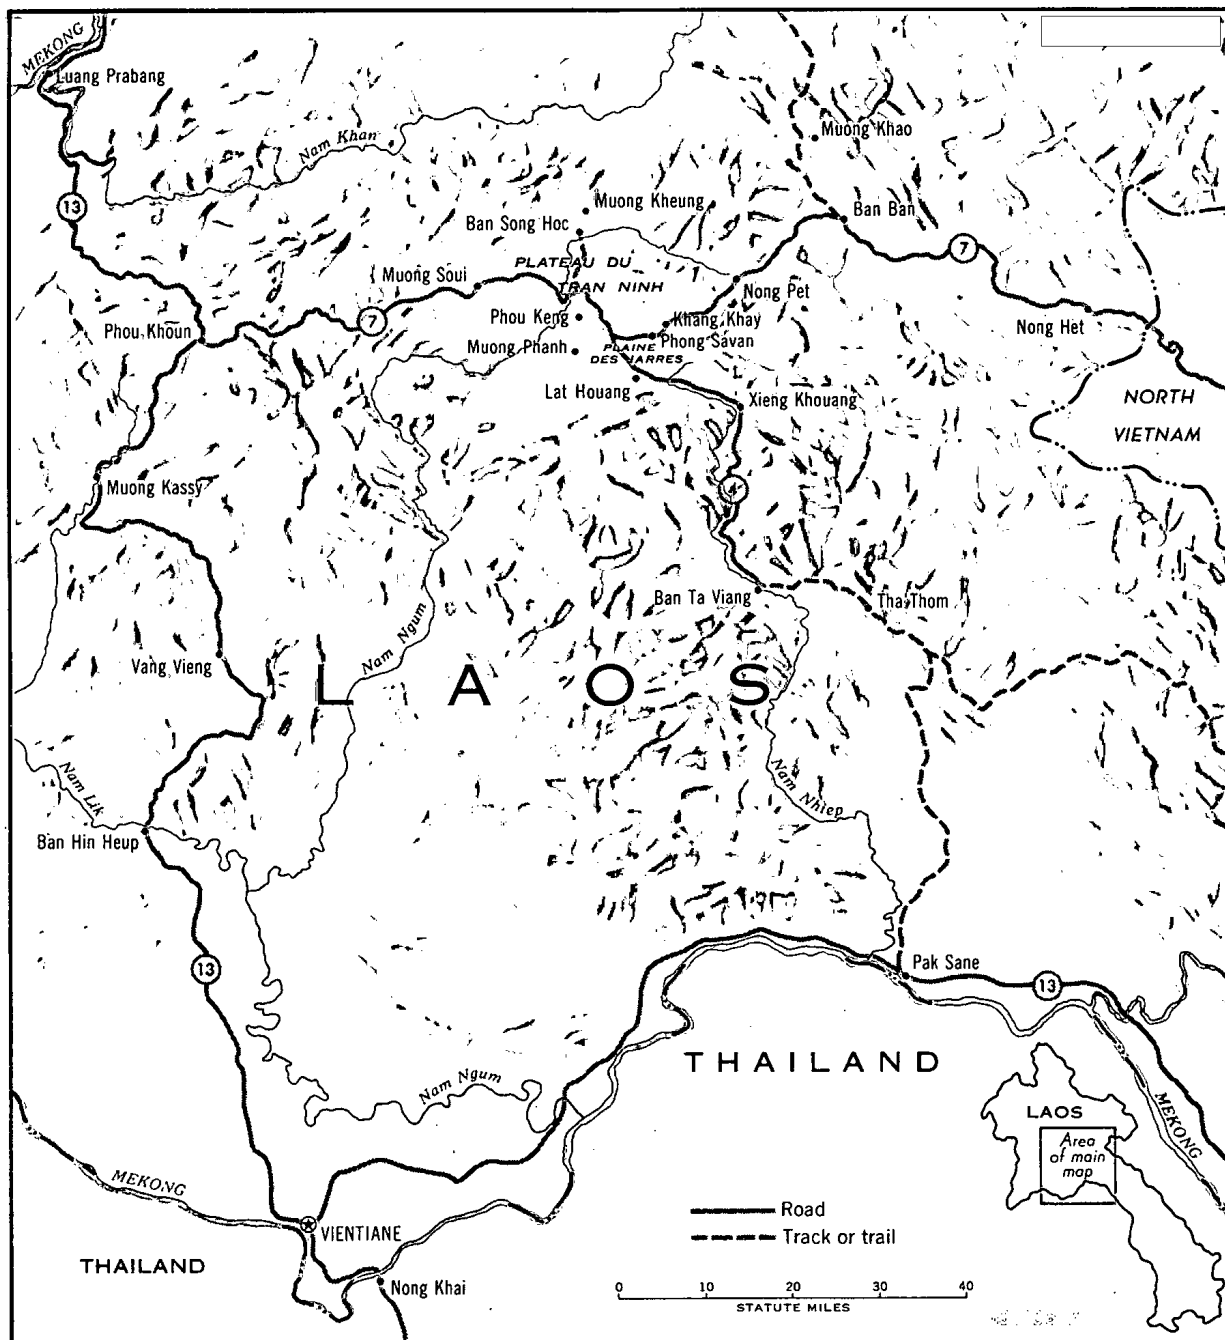 MEKONG
Luang Prabang
Nam Khan
Muong Khao
13
Muong Kheung
Ban Ban
Ban Song Hoc
7
PLATEAU DU
TRAN NINH
Muong Soui
Nong Pet
Phou Keng
Khang Khay
7
Phou Khoun
Nong Het
Phong Savan
Muong Phanh
PLAINE
DES JARRES
Lat Houang
Xieng Khouang
NORTH
VIETNAM
Muong Kassy
4
Ban Ta Viang
Tha Thom
Nam Ngum
Vang Vieng
LAOS
Nam Lik
Nam Nhiep
Ban Hin Heup
13
Pak Sane
13
THAILAND
Nam Ngum
LAOS
MEKONG
Area
of main
map
MEKONG
Road
VIENTIANE
Track or trail
THAILAND
Nong Khai
0 10 20 30 40
STATUTE MILES